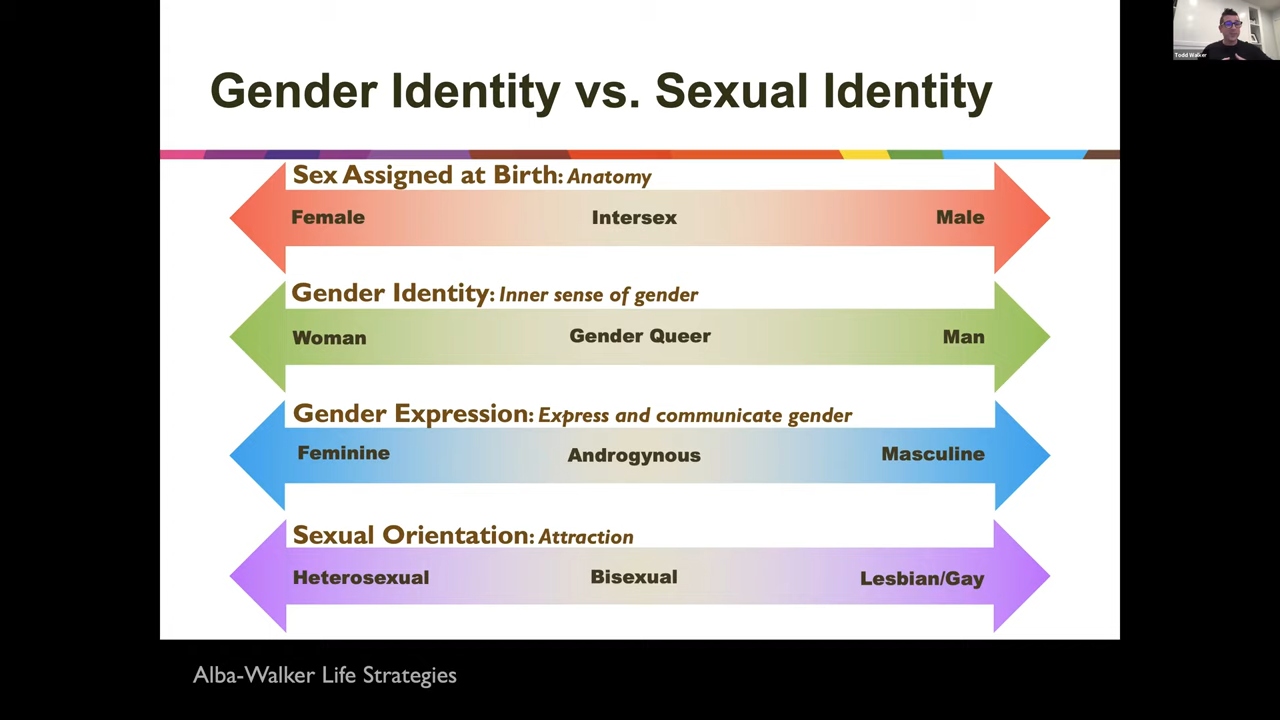 Todd Walker
Gender Identity vs. Sexual Identity
Sex Assigned at Birth: Anatomy
Female Intersex Male
Gender Identity: Inner sense of gender
Woman Gender Queer Man
Gender Expression: Express and communicate gender
Feminine Androgynous Masculine
Sexual Orientation: Attraction
Heterosexual Bisexual Lesbian/Gay
Alba-Walker Life Strategies